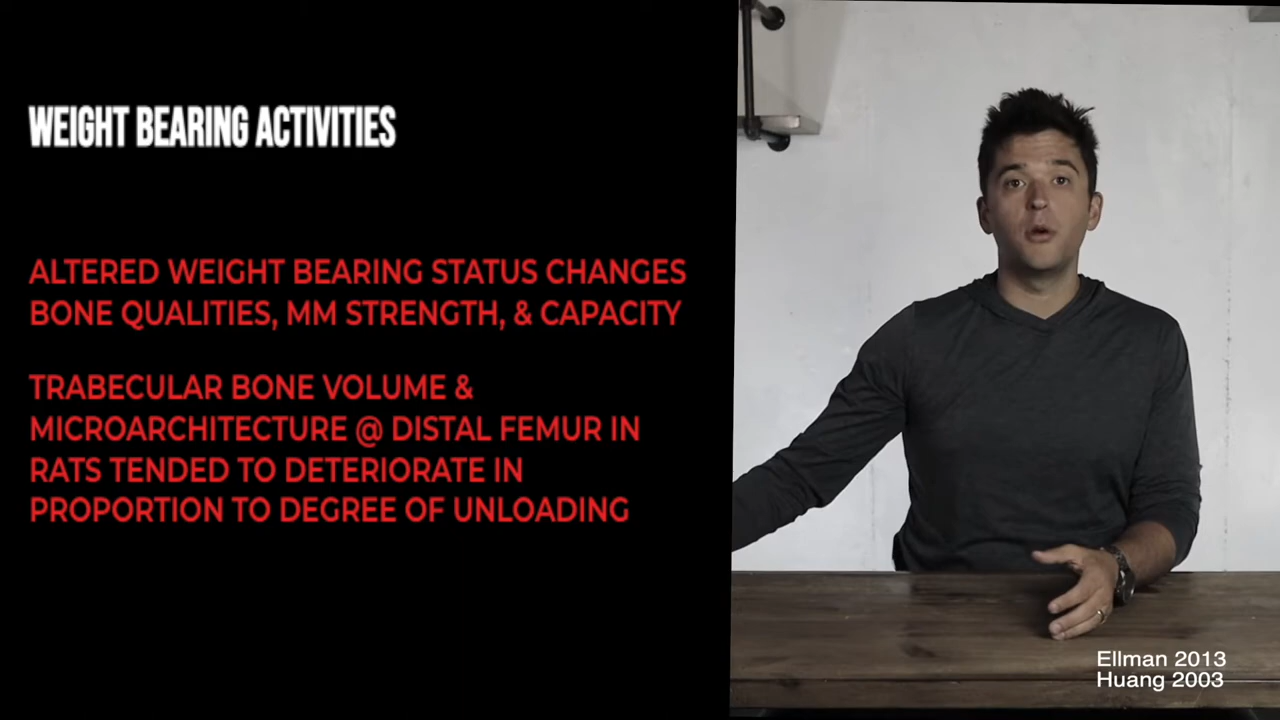 WEIGHT BEARING ACTIVITIES
ALTERED WEIGHT BEARING STATUS CHANGES
BONE QUALITIES, MM STRENGTH, & CAPACITY
TRABECULAR BONE VOLUME &
MICROARCHITECTURE @ DISTAL FEMUR IN
RATS TENDED TO DETERIORATE IN
PROPORTION TO DEGREE OF UNLOADING
Ellman 2013
Huang 2003